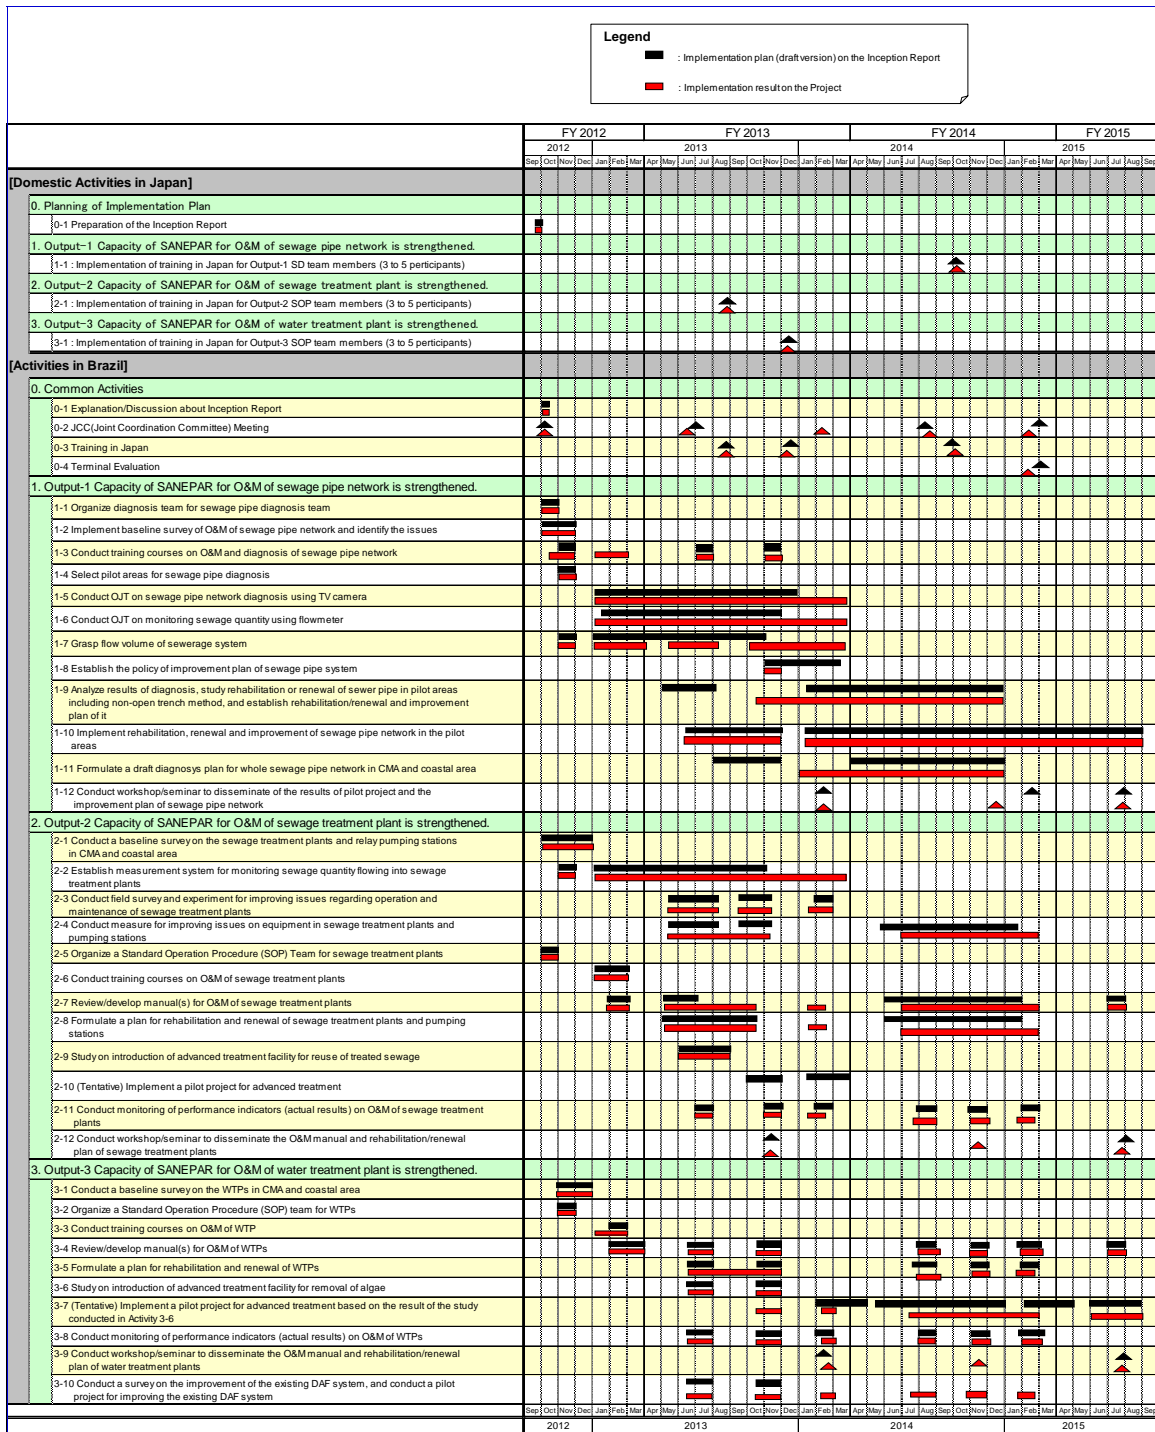 Legend
: Implementation plan (draft version) on the Inception Report
: Implementation result on the Project
FY 2012 FY 2013 FY 2014 FY 2015
2012 2013 2014 2015
Sep Oct Nov Dec Jan Feb Mar Apr May Jun Jul Aug Sep Oct Nov Dec Jan Feb Mar Apr May Jun Jul Aug Sep Oct Nov Dec Jan Feb Mar Apr May Jun Jul Aug Sep
[Domestic Activities in Japan]
0. Planning of Implementation Plan
0-1 Preparation of the Inception Report
1. Output-1 Capacity of SANEPAR for O&M of sewage pipe network is strengthened.
1-1 : Implementation of training in Japan for Output-1 SD team members (3 to 5 perticipants)
2. Output-2 Capacity of SANEPAR for O&M of sewage treatment plant is strengthened.
2-1 : Implementation of training in Japan for Output-2 SOP team members (3 to 5 perticipants)
3. Output-3 Capacity of SANEPAR for O&M of water treatment plant is strengthened.
3-1 : Implementation of training in Japan for Output-3 SOP team members (3 to 5 participants)
[Activities in Brazil]
0. Common Activities
0-1 Explanation/Discussion about Inception Report
0-2 JCC(Joint Coordination Committee) Meeting
0-3 Training in Japan
0-4 Terminal Evaluation
1. Output-1 Capacity of SANEPAR for O&M of sewage pipe network is strengthened.
1-1 Organize diagnosis team for sewage pipe diagnosis team
1-2 Implement baseline survey of O&M of sewage pipe network and identify the issues
1-3 Conduct training courses on O&M and diagnosis of sewage pipe network
1-4 Select pilot areas for sewage pipe diagnosis
1-5 Conduct OJT on sewage pipe network diagnosis using TV camera
1-6 Conduct OJT on monitoring sewage quantity using flowmeter
1-7 Grasp flow volume of sewerage system
1-8 Establish the policy of improvement plan of sewage pipe system
1-9 Analyze results of diagnosis, study rehabilitation or renewal of sewer pipe in pilot areas
including non-open trench method, and establish rehabilitation/renewal and improvement
plan of it
1-10 Implement rehabilitation, renewal and improvement of sewage pipe network in the pilot
areas
1-11 Formulate a draft diagnosys plan for whole sewage pipe network in CMA and coastal area
1-12 Conduct workshop/seminar to disseminate of the results of pilot project and the
improvement plan of sewage pipe network
2. Output-2 Capacity of SANEPAR for O&M of sewage treatment plant is strengthened.
2-1 Conduct a baseline survey on the sewage treatment plants and relay pumping stations
in CMA and coastal area
2-2 Establish measurement system for monitoring sewage quantity flowing into sewage
treatment plants
2-3 Conduct field survey and experiment for improving issues regarding operation and
maintenance of sewage treatment plants
2-4 Conduct measure for improving issues on equipment in sewage treatment plants and
pumping stations
2-5 Organize a Standard Operation Procedure (SOP) Team for sewage treatment plants
2-6 Conduct training courses on O&M of sewage treatment plants
2-7 Review/develop manual(s) for O&M of sewage treatment plants
2-8 Formulate a plan for rehabilitation and renewal of sewage treatment plants and pumping
stations
2-9 Study on introduction of advanced treatment facility for reuse of treated sewage
2-10 (Tentative) Implement a pilot project for advanced treatment
2-11 Conduct monitoring of performance indicators (actual results) on O&M of sewage treatment
plants
2-12 Conduct workshop/seminar to disseminate the O&M manual and rehabilitation/renewal
plan of sewage treatment plants
3. Output-3 Capacity of SANEPAR for O&M of water treatment plant is strengthened.
3-1 Conduct a baseline survey on the WTPs in CMA and coastal area
3-2 Organize a Standard Operation Procedure (SOP) team for WTPs
3-3 Conduct training courses on O&M of WTP
3-4 Review/develop manual(s) for O&M of WTPs
3-5 Formulate a plan for rehabilitation and renewal of WTPs
3-6 Study on introduction of advanced treatment facility for removal of algae
3-7 (Tentative) Implement a pilot project for advanced treatment based on the result of the study
conducted in Activity 3-6
3-8 Conduct monitoring of performance indicators (actual results) on O&M of WTPs
3-9 Conduct workshop/seminar to disseminate the O&M manual and rehabilitation/renewal
plan of water treatment plants
3-10 Conduct a survey on the improvement of the existing DAF system, and conduct a pilot
project for improving the existing DAF system
Sep Oct Nov Dec Jan Feb Mar Apr May Jun Jul Aug Sep Oct Nov Dec Jan Feb Mar Apr May Jun Jul Aug Sep Oct Nov Dec Jan Feb Mar Apr May Jun Jul Aug Sep
2012 2013 2014 2015